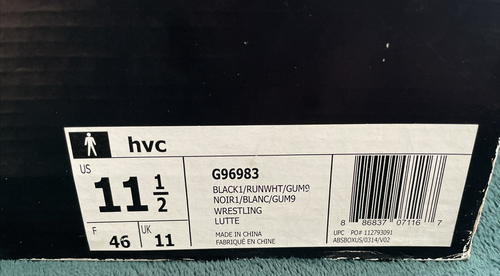 hvc
US
11 1/2
F
46
UK
11
G96983
BLACK1/RUNWHT/GUM9
NOIR1/BLANC/GUM9
WRESTLING
LUTTE
MADE IN CHINA
FABRIQUÉ EN CHINE
8 86837 07116 7
UPC PO# 112793091
ABSBOXUS/0314/V02